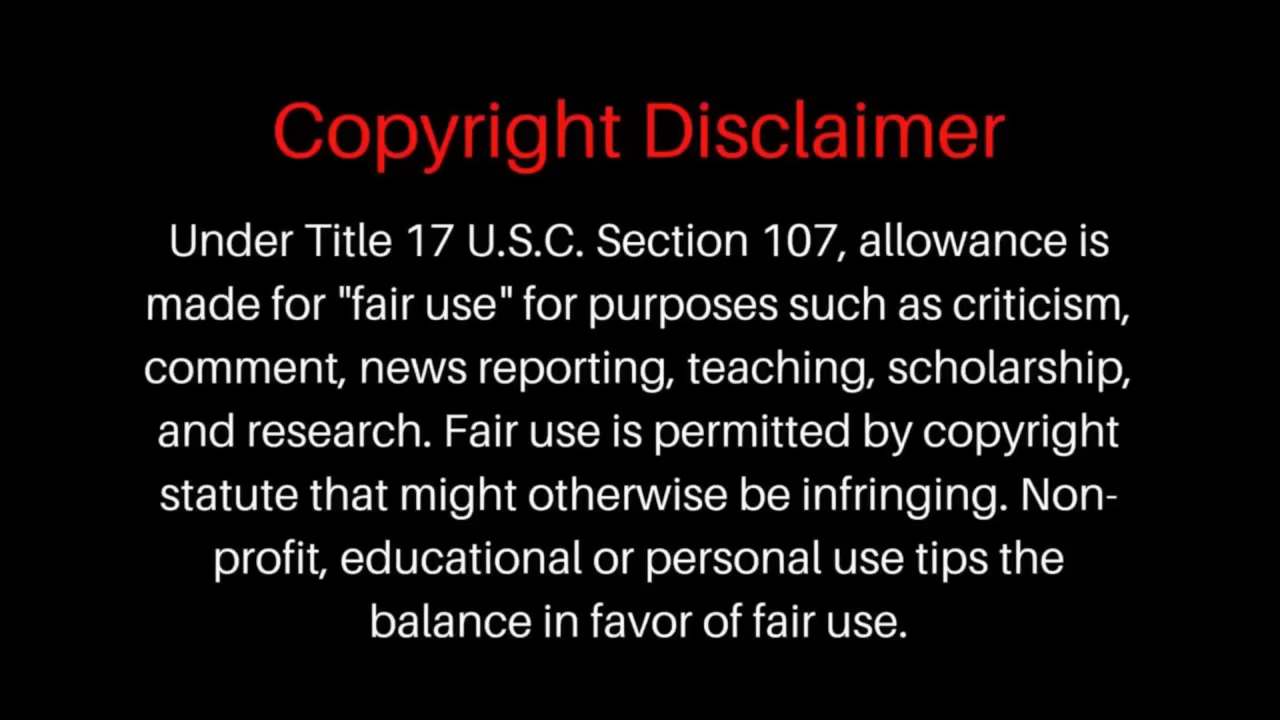 Copyright Disclaimer
Under Title 17 U.S.C. Section 107, allowance is
made for "fair use" for purposes such as criticism,
comment, news reporting, teaching, scholarship,
and research. Fair use is permitted by copyright
statute that might otherwise be infringing. Non-
profit, educational or personal use tips the
balance in favor of fair use.